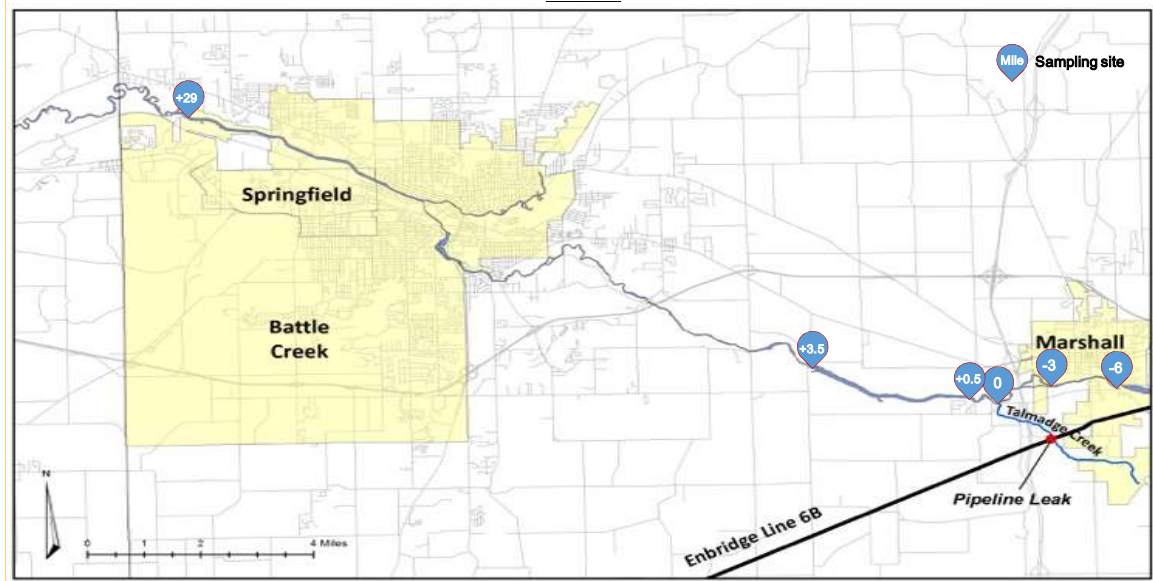 Mile Sampling site
+29
Springfield
Battle
Creek
Marshall
+3.5
+0.5
0
-3
-6
Talmadge Creek
Pipeline Leak
Enbridge Line 6B
N
0 1 2 4 Miles